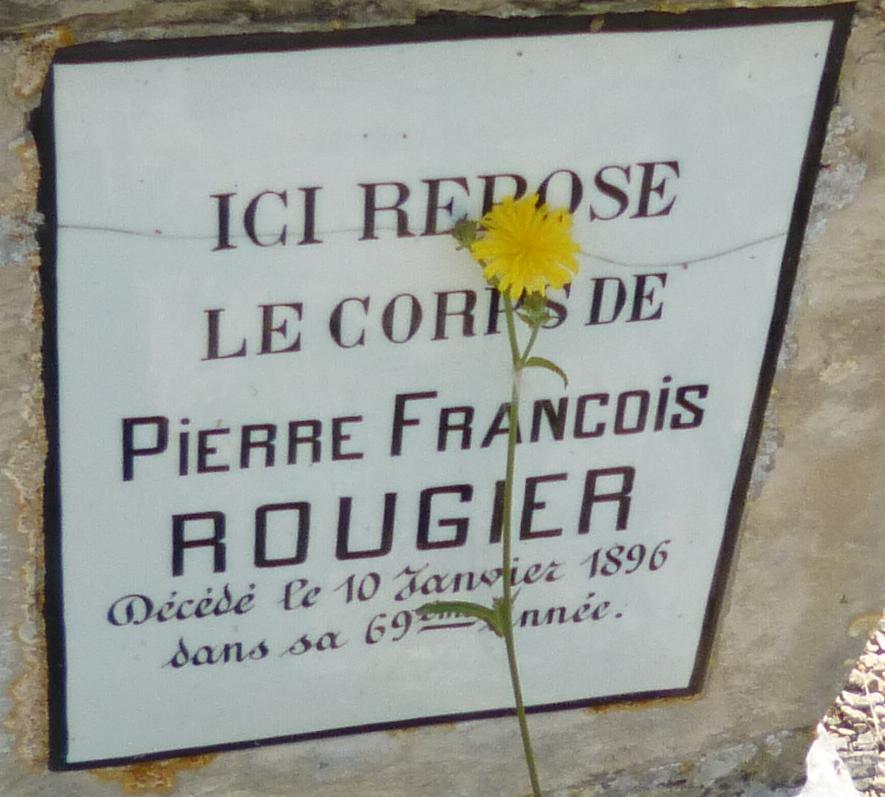 ICI REPOSE
LE CORPS DE
PiERRE FRANCOiS
ROUGIER
Décédé le 10 Janvier 1896
dans sa 69ème Année.